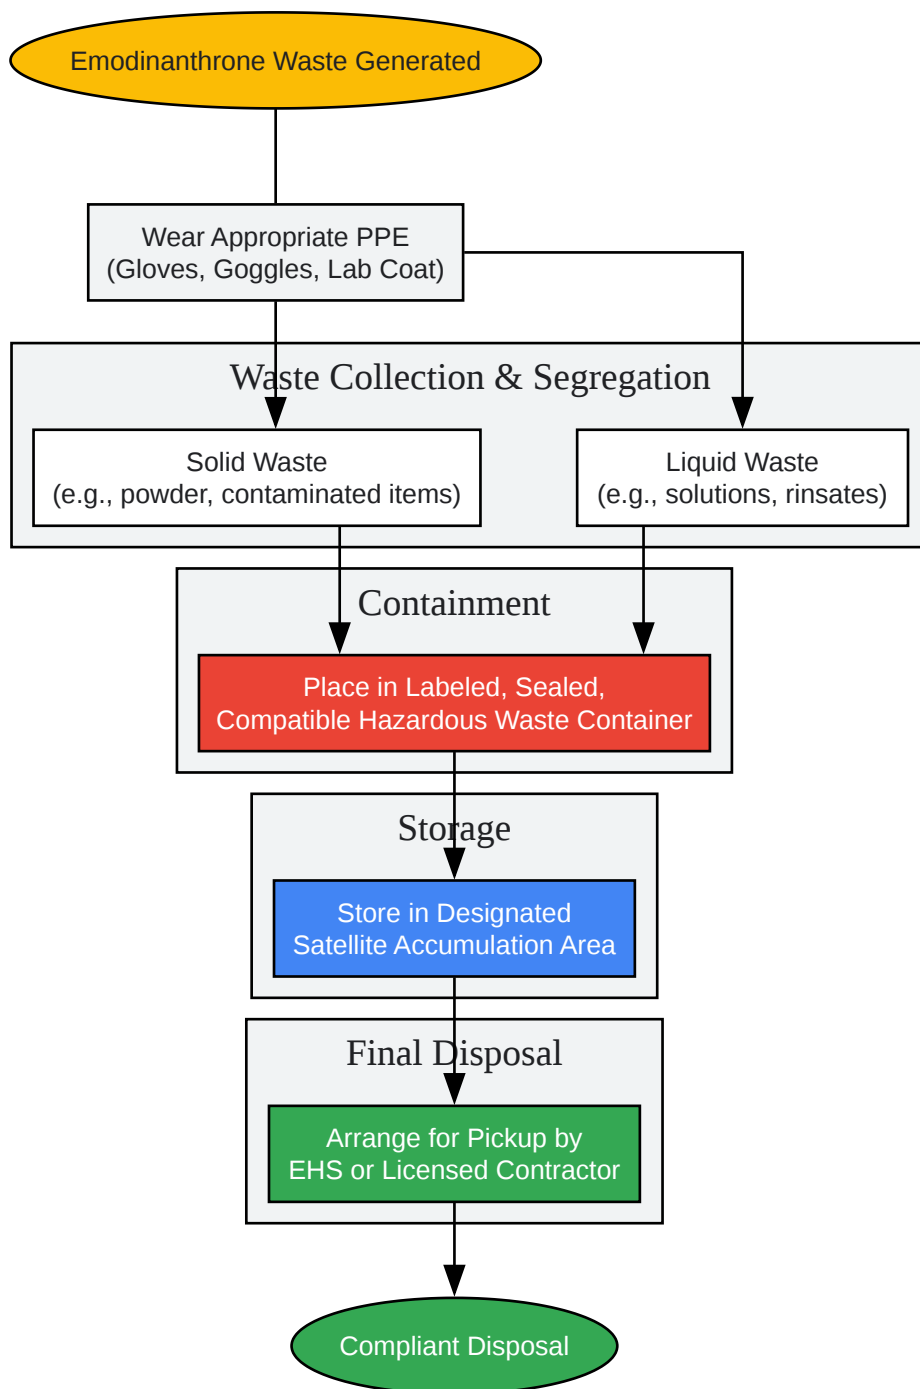 Emodinanthrone Waste Generated
Wear Appropriate PPE
(Gloves, Goggles, Lab Coat)
Waste Collection & Segregation
Solid Waste
(e.g., powder, contaminated items)
Liquid Waste
(e.g., solutions, rinsates)
Containment
Place in Labeled, Sealed,
Compatible Hazardous Waste Container
Storage
Store in Designated
Satellite Accumulation Area
Final Disposal
Arrange for Pickup by
EHS or Licensed Contractor
Compliant Disposal